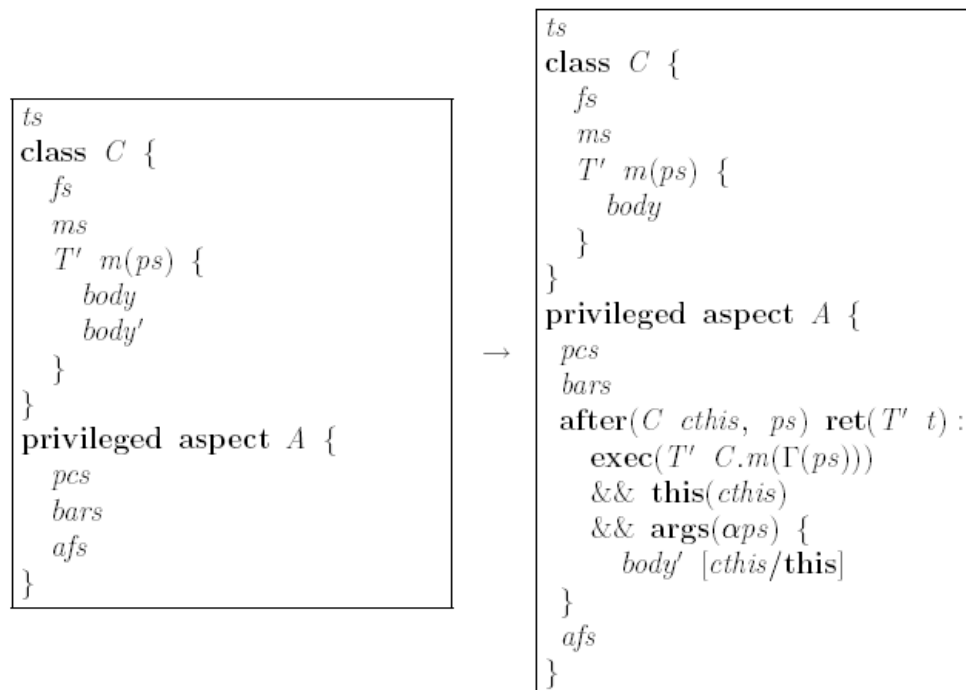 ts
class C {
fs
ms
T′ m(ps) {
body
body′
}
}
privileged aspect A {
pcs
bars
afs
}
→
ts
class C {
fs
ms
T′ m(ps) {
body
}
}
privileged aspect A {
pcs
bars
after(C cthis, ps) ret(T′ t) :
exec(T′ C.m(Γ(ps)))
&& this(cthis)
&& args(αps) {
body′ [cthis/this]
}
afs
}